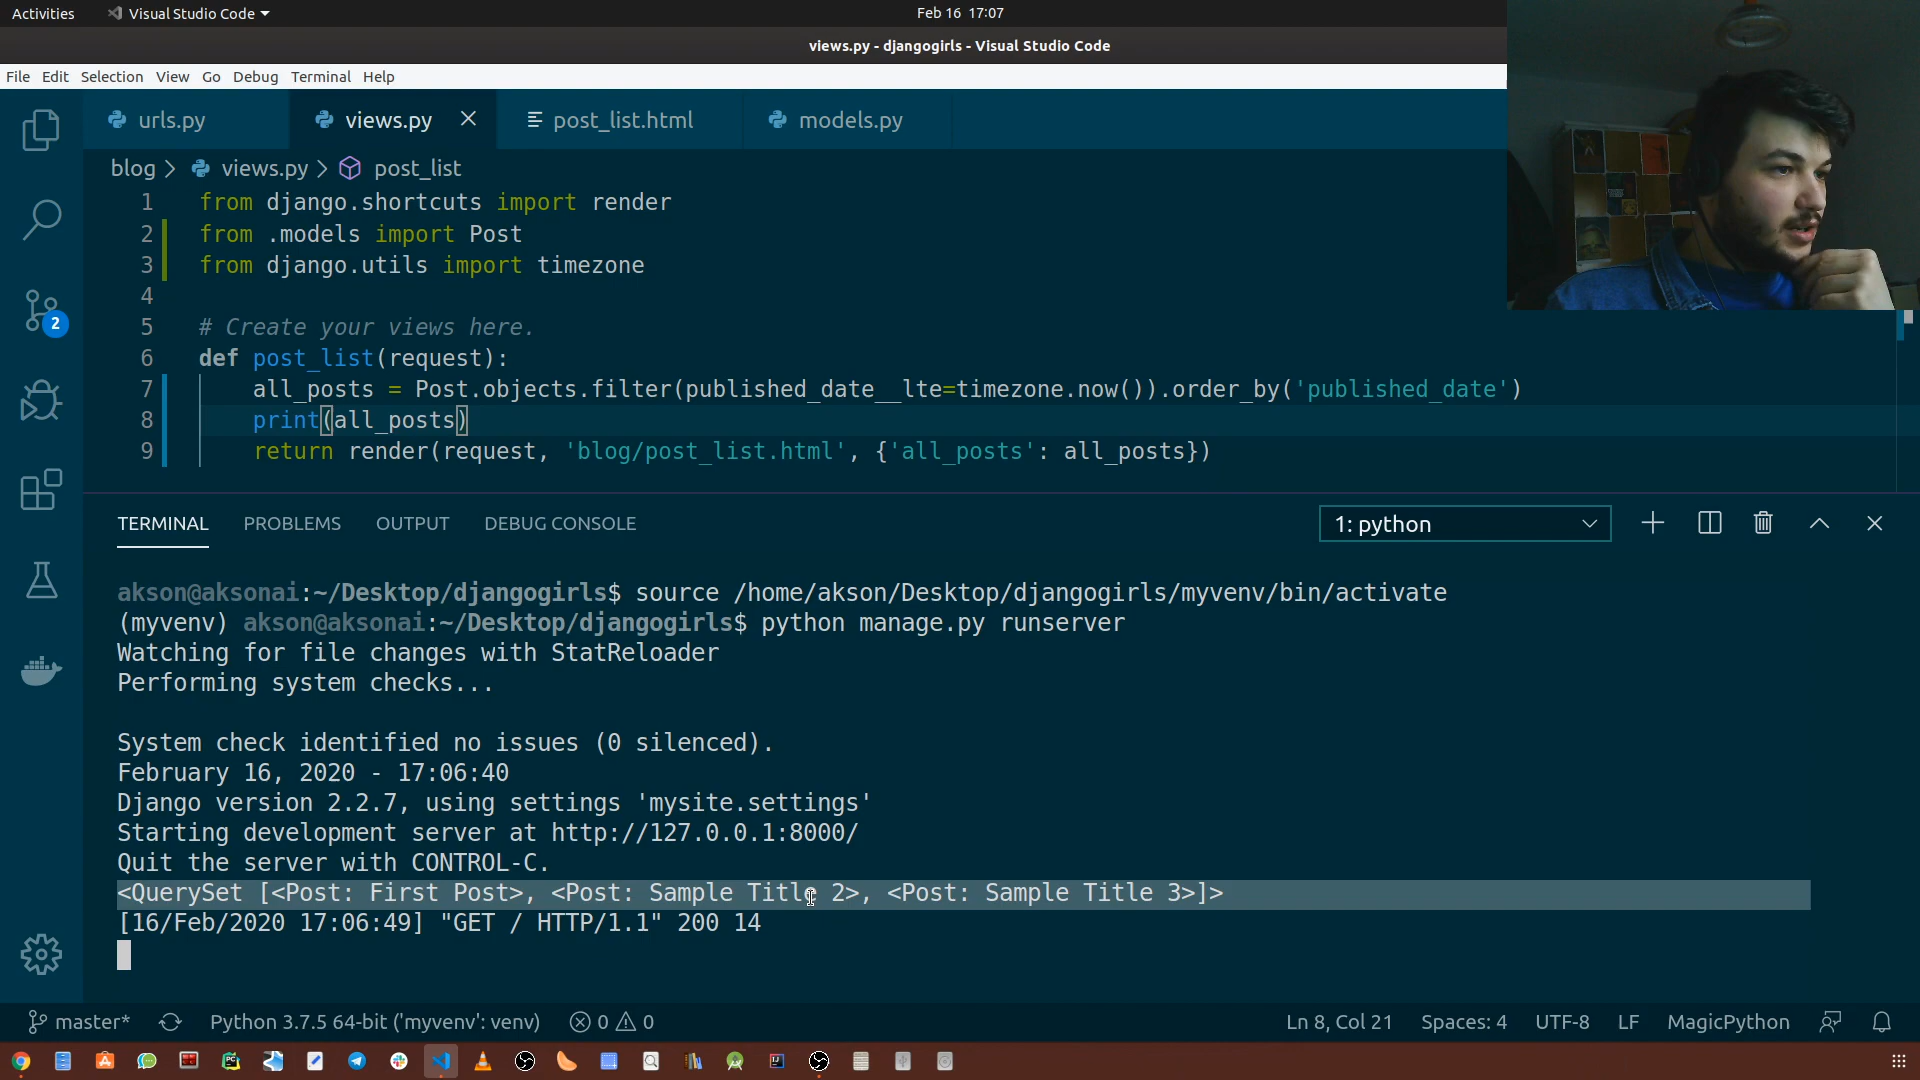 Activities
Visual Studio Code
Feb 16 17:07
views.py - djangogirls - Visual Studio Code
File Edit Selection View Go Debug Terminal Help
urls.py
views.py
post_list.html
models.py
blog > views.py > post_list
1 from django.shortcuts import render
2 from .models import Post
3 from django.utils import timezone
4
5 # Create your views here.
6 def post_list(request):
7 all_posts = Post.objects.filter(published_date__lte=timezone.now()).order_by('published_date')
8 print(all_posts)
9 return render(request, 'blog/post_list.html', {'all_posts': all_posts})
2
TERMINAL PROBLEMS OUTPUT DEBUG CONSOLE
1: python
akson@aksonai:~/Desktop/djangogirls$ source /home/akson/Desktop/djangogirls/myvenv/bin/activate
(myvenv) akson@aksonai:~/Desktop/djangogirls$ python manage.py runserver
Watching for file changes with StatReloader
Performing system checks...
System check identified no issues (0 silenced).
February 16, 2020 - 17:06:40
Django version 2.2.7, using settings 'mysite.settings'
Starting development server at http://127.0.0.1:8000/
Quit the server with CONTROL-C.
<QuerySet [<Post: First Post>, <Post: Sample Title 2>, <Post: Sample Title 3>]>
[16/Feb/2020 17:06:49] "GET / HTTP/1.1" 200 14
master* Python 3.7.5 64-bit ('myvenv': venv) 0 0 Ln 8, Col 21 Spaces: 4 UTF-8 LF MagicPython